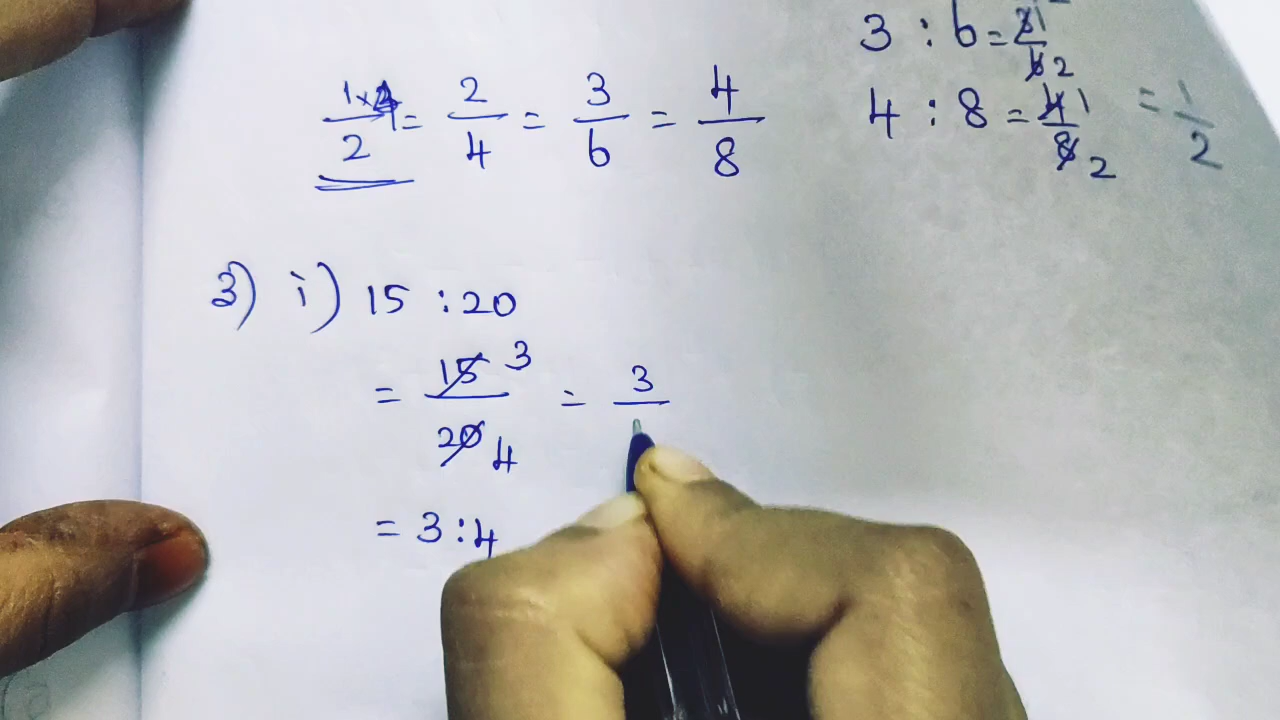 3 : 6 = 3 1 / 6 2
1 × 4 / 2 = 2 / 4 = 3 / 6 = 4 / 8
4 : 8 = 4 1 / 8 2 = 1 / 2
3) i) 15 : 20
= 15 3 / 20 4 = 3 /
= 3 : 4